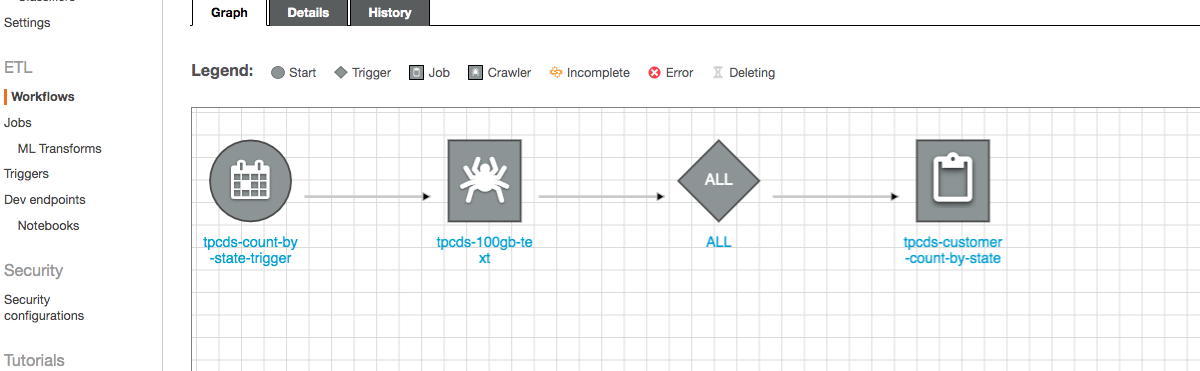 Settings
ETL
Workflows
Jobs
ML Transforms
Triggers
Dev endpoints
Notebooks
Security
Security
configurations
Tutorials
Graph Details History
Legend: Start Trigger Job Crawler Incomplete Error Deleting
ALL
tpcds-count-by
-state-trigger
tpcds-100gb-te
xt
ALL
tpcds-customer
-count-by-state